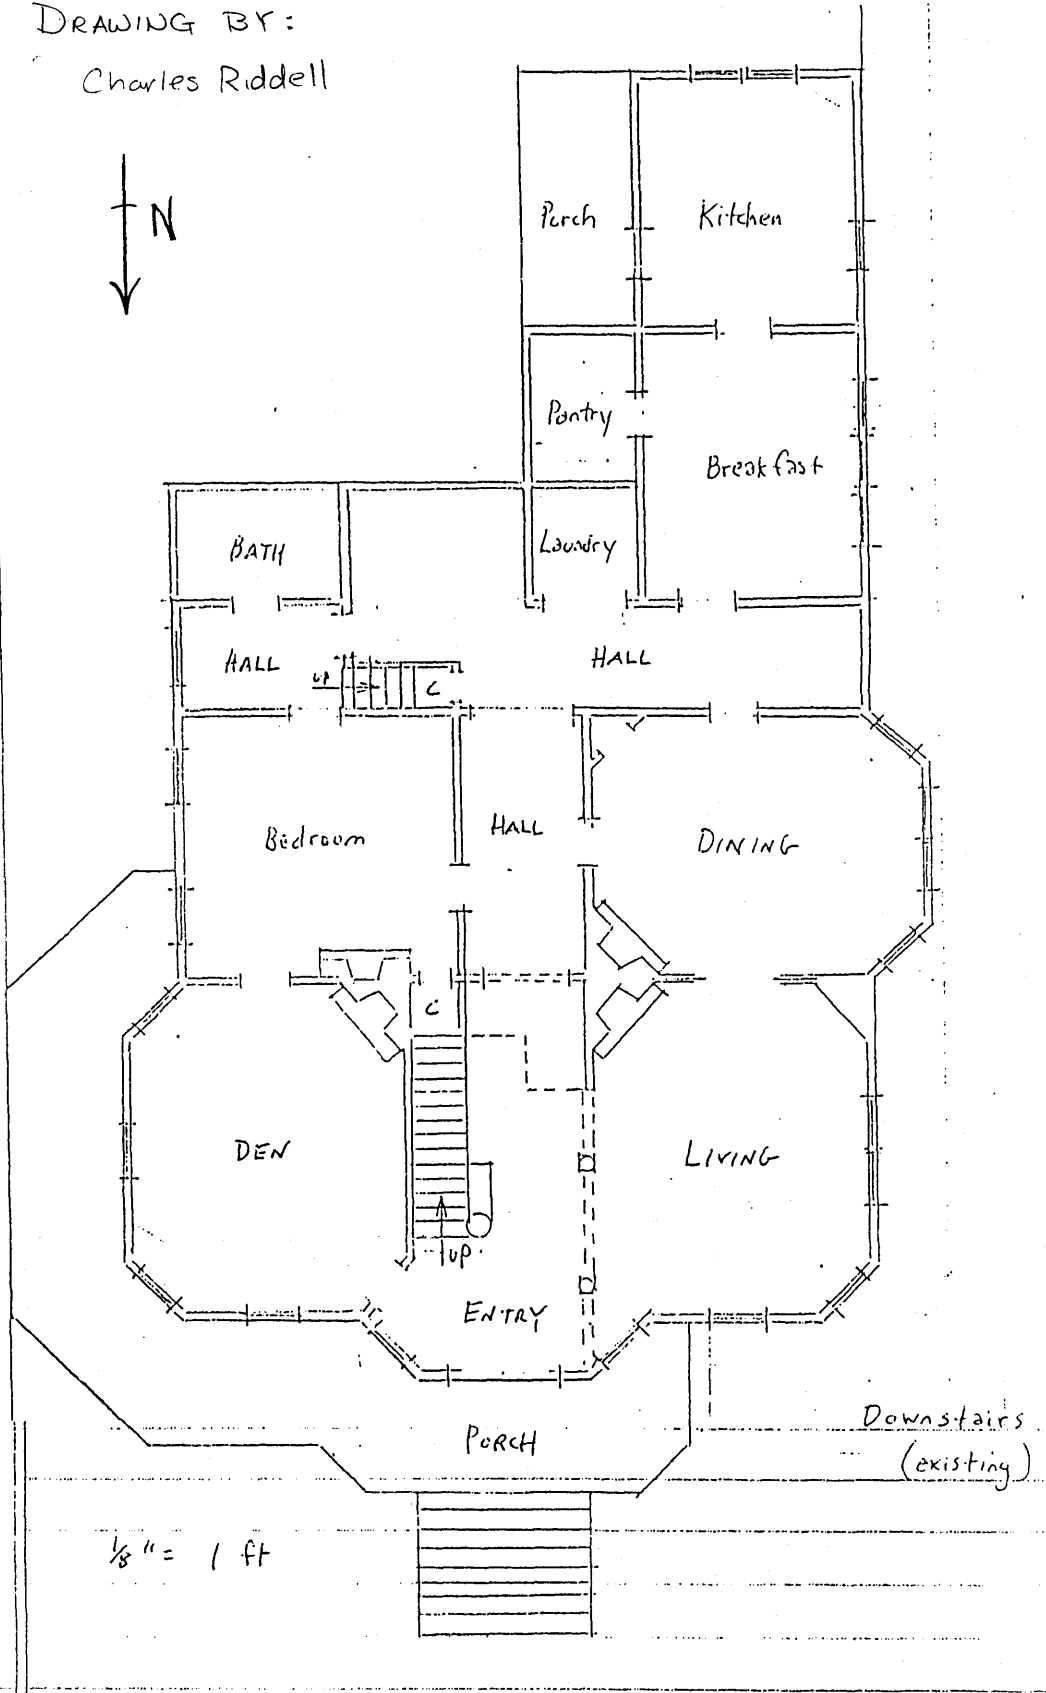 DRAWING BY:
Charles Riddell
N
Porch
Kitchen
Pantry
Breakfast
BATH
Laundry
HALL
UP
C
HALL
Bedroom
HALL
DINING
C
DEN
LIVING
UP
ENTRY
PORCH
Downstairs
(existing)
1/8" = 1 ft